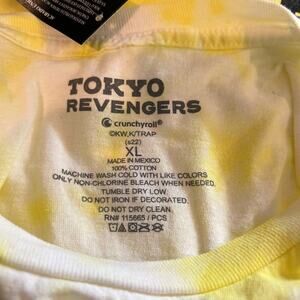 TOKYO
REVENGERS
crunchyroll®
©KW,K/TRAP
(s22)
XL
MADE IN MEXICO
100% COTTON
MACHINE WASH COLD WITH LIKE COLORS
ONLY NON-CHLORINE BLEACH WHEN NEEDED.
TUMBLE DRY LOW.
DO NOT IRON IF DECORATED.
DO NOT DRY CLEAN.
RN# 115665 / PCS